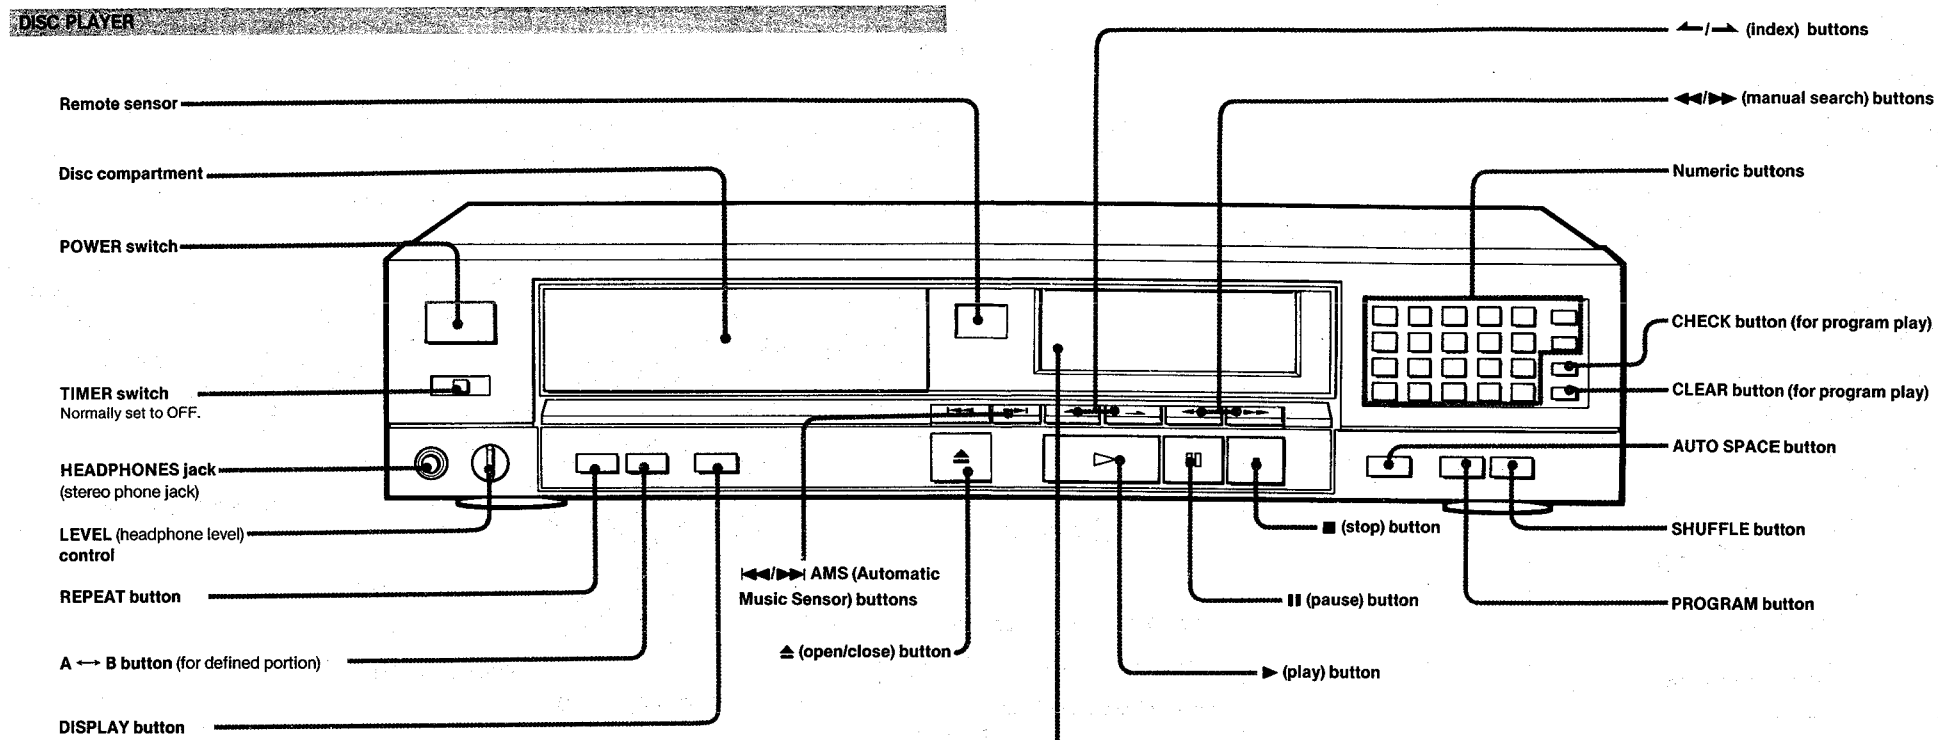 DISC PLAYER
Remote sensor
Disc compartment
POWER switch
TIMER switch
Normally set to OFF.
HEADPHONES jack
(stereo phone jack)
LEVEL (headphone level)
control
REPEAT button
A ←→ B button (for defined portion)
DISPLAY button
⏮/⏭ AMS (Automatic
Music Sensor) buttons
⏏ (open/close) button
▶ (play) button
⏸ (pause) button
■ (stop) button
↼/⇀ (index) buttons
◀◀/▶▶ (manual search) buttons
Numeric buttons
CHECK button (for program play)
CLEAR button (for program play)
AUTO SPACE button
SHUFFLE button
PROGRAM button